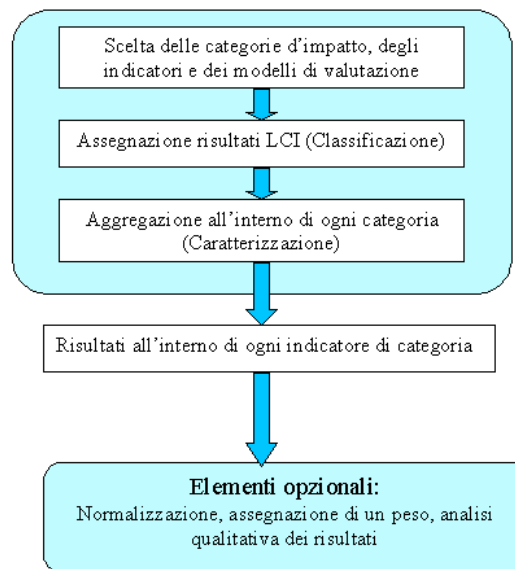 Scelta delle categorie d'impatto, degli
indicatori e dei modelli di valutazione
Assegnazione risultati LCI (Classificazione)
Aggregazione all'interno di ogni categoria
(Caratterizzazione)
Risultati all'interno di ogni indicatore di categoria
Elementi opzionali:
Normalizzazione, assegnazione di un peso, analisi
qualitativa dei risultati